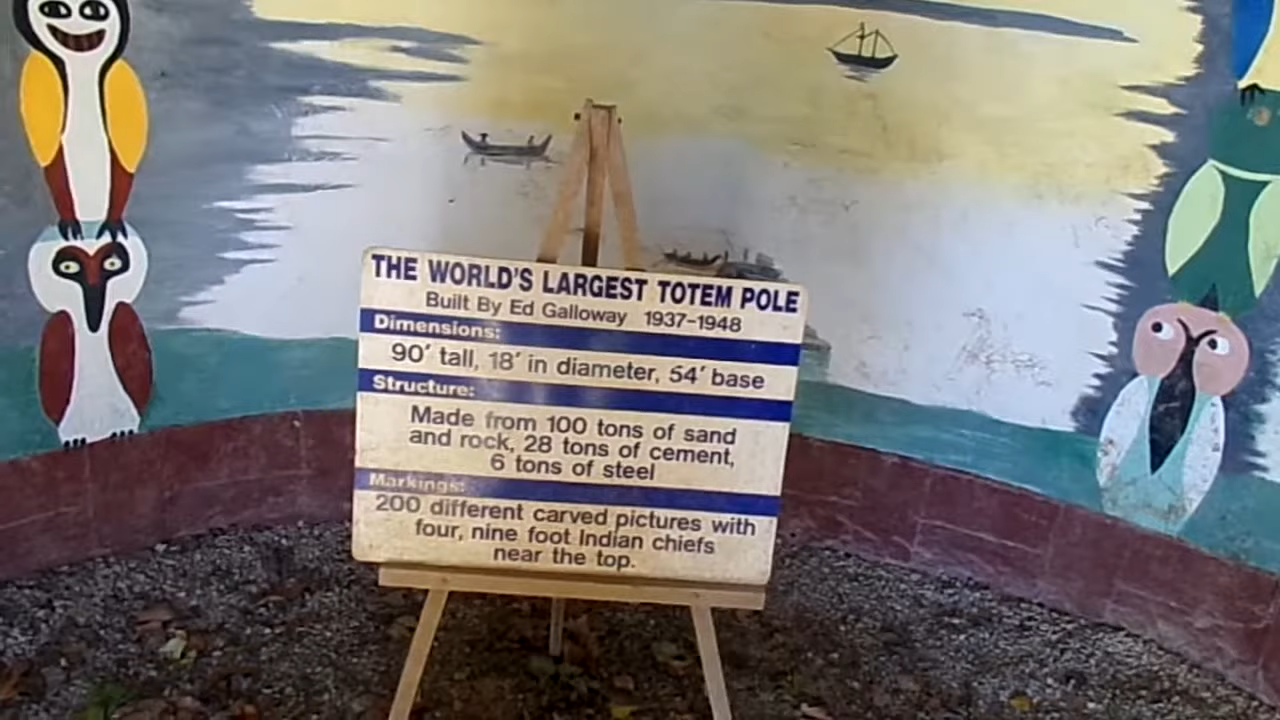 THE WORLD'S LARGEST TOTEM POLE
Built By Ed Galloway 1937-1948
Dimensions:
90' tall, 18' in diameter, 54' base
Structure:
Made from 100 tons of sand
and rock, 28 tons of cement,
6 tons of steel
Markings:
200 different carved pictures with
four, nine foot Indian chiefs
near the top.